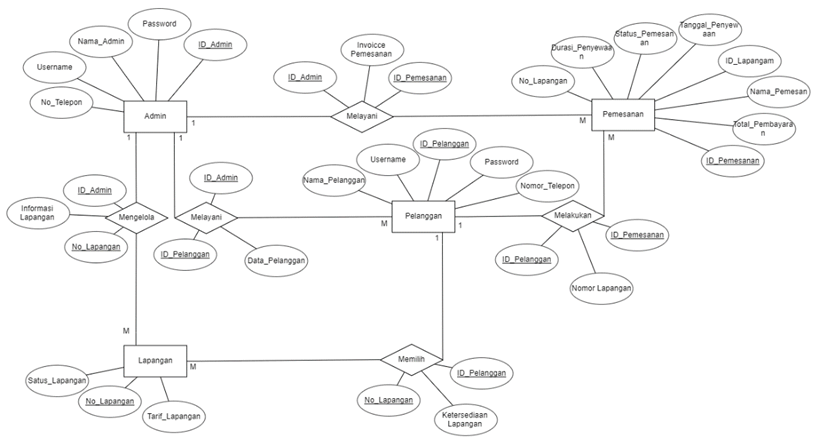 Password
Nama_Admin
ID_Admin
Username
No_Telepon
Admin
1
1
1
ID_Admin
Invoicce
Pemesanan
ID_Pemesanan
Melayani
M
Tanggal_Penyew
aan
Status_Pemesan
an
Durasi_Penyewaa
n
No_Lapangan
ID_Lapangam
Nama_Pemesan
Total_Pembayar
n
ID_Pemesanan
Pemesanan
M
ID_Pelanggan
Username
Password
Nama_Pelanggan
Nomor_Telepon
Pelanggan
M
1
1
ID_Admin
Informasi
Lapangan
Mengelola
No_Lapangan
ID_Admin
Melayani
ID_Pelanggan
Data_Pelanggan
Melakukan
ID_Pemesanan
ID_Pelanggan
Nomor Lapangan
M
Lapangan
M
Satus_Lapangan
No_Lapangan
Tarif_Lapangan
Memilih
ID_Pelanggan
No_Lapangan
Ketersediaan
Lapangan